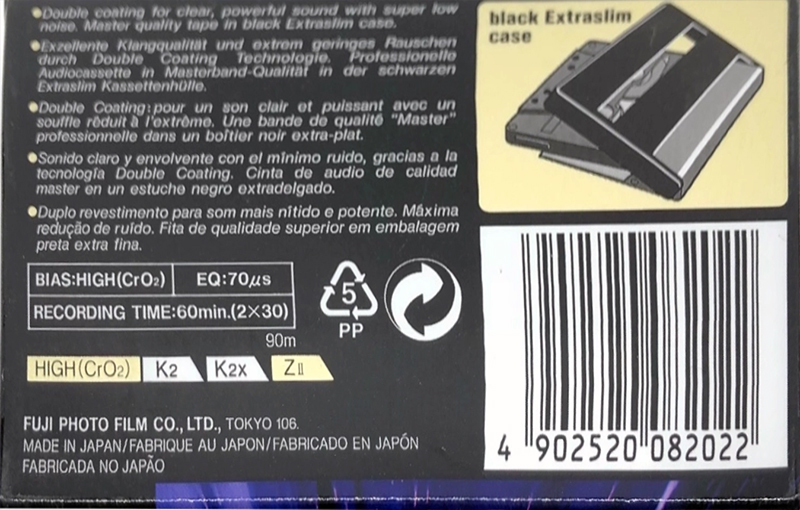 ●Double coating for clear, powerful sound with super low
noise. Master quality tape in black Extraslim case.
●Exzellente Klangqualität und extrem geringes Rauschen
durch Double Coating Technologie. Professionelle
Audiocassette in Masterband-Qualität in der schwarzen
Extraslim Kassettenhülle.
●Double Coating: pour un son clair et puissant avec un
souffle réduit à l'extrême. Une bande de qualité "Master"
professionnelle dans un boîtier noir extra-plat.
●Sonido claro y envolvente con el mínimo ruido, gracias a la
tecnología Double Coating. Cinta de audio de calidad
master en un estuche negro extradelgado.
●Duplo revestimento para som mais nítido e potente. Máxima
redução de ruído. Fita de qualidade superior em embalagem
preta extra fina.
black Extraslim
case
BIAS:HIGH(CrO₂) EQ:70μs
RECORDING TIME:60min.(2×30)
90m
5
PP
HIGH(CrO₂) K2 K2x ZII
FUJI PHOTO FILM CO., LTD., TOKYO 106.
MADE IN JAPAN/FABRIQUE AU JAPON/FABRICADO EN JAPÓN
FABRICADA NO JAPÃO
4 902520 082022